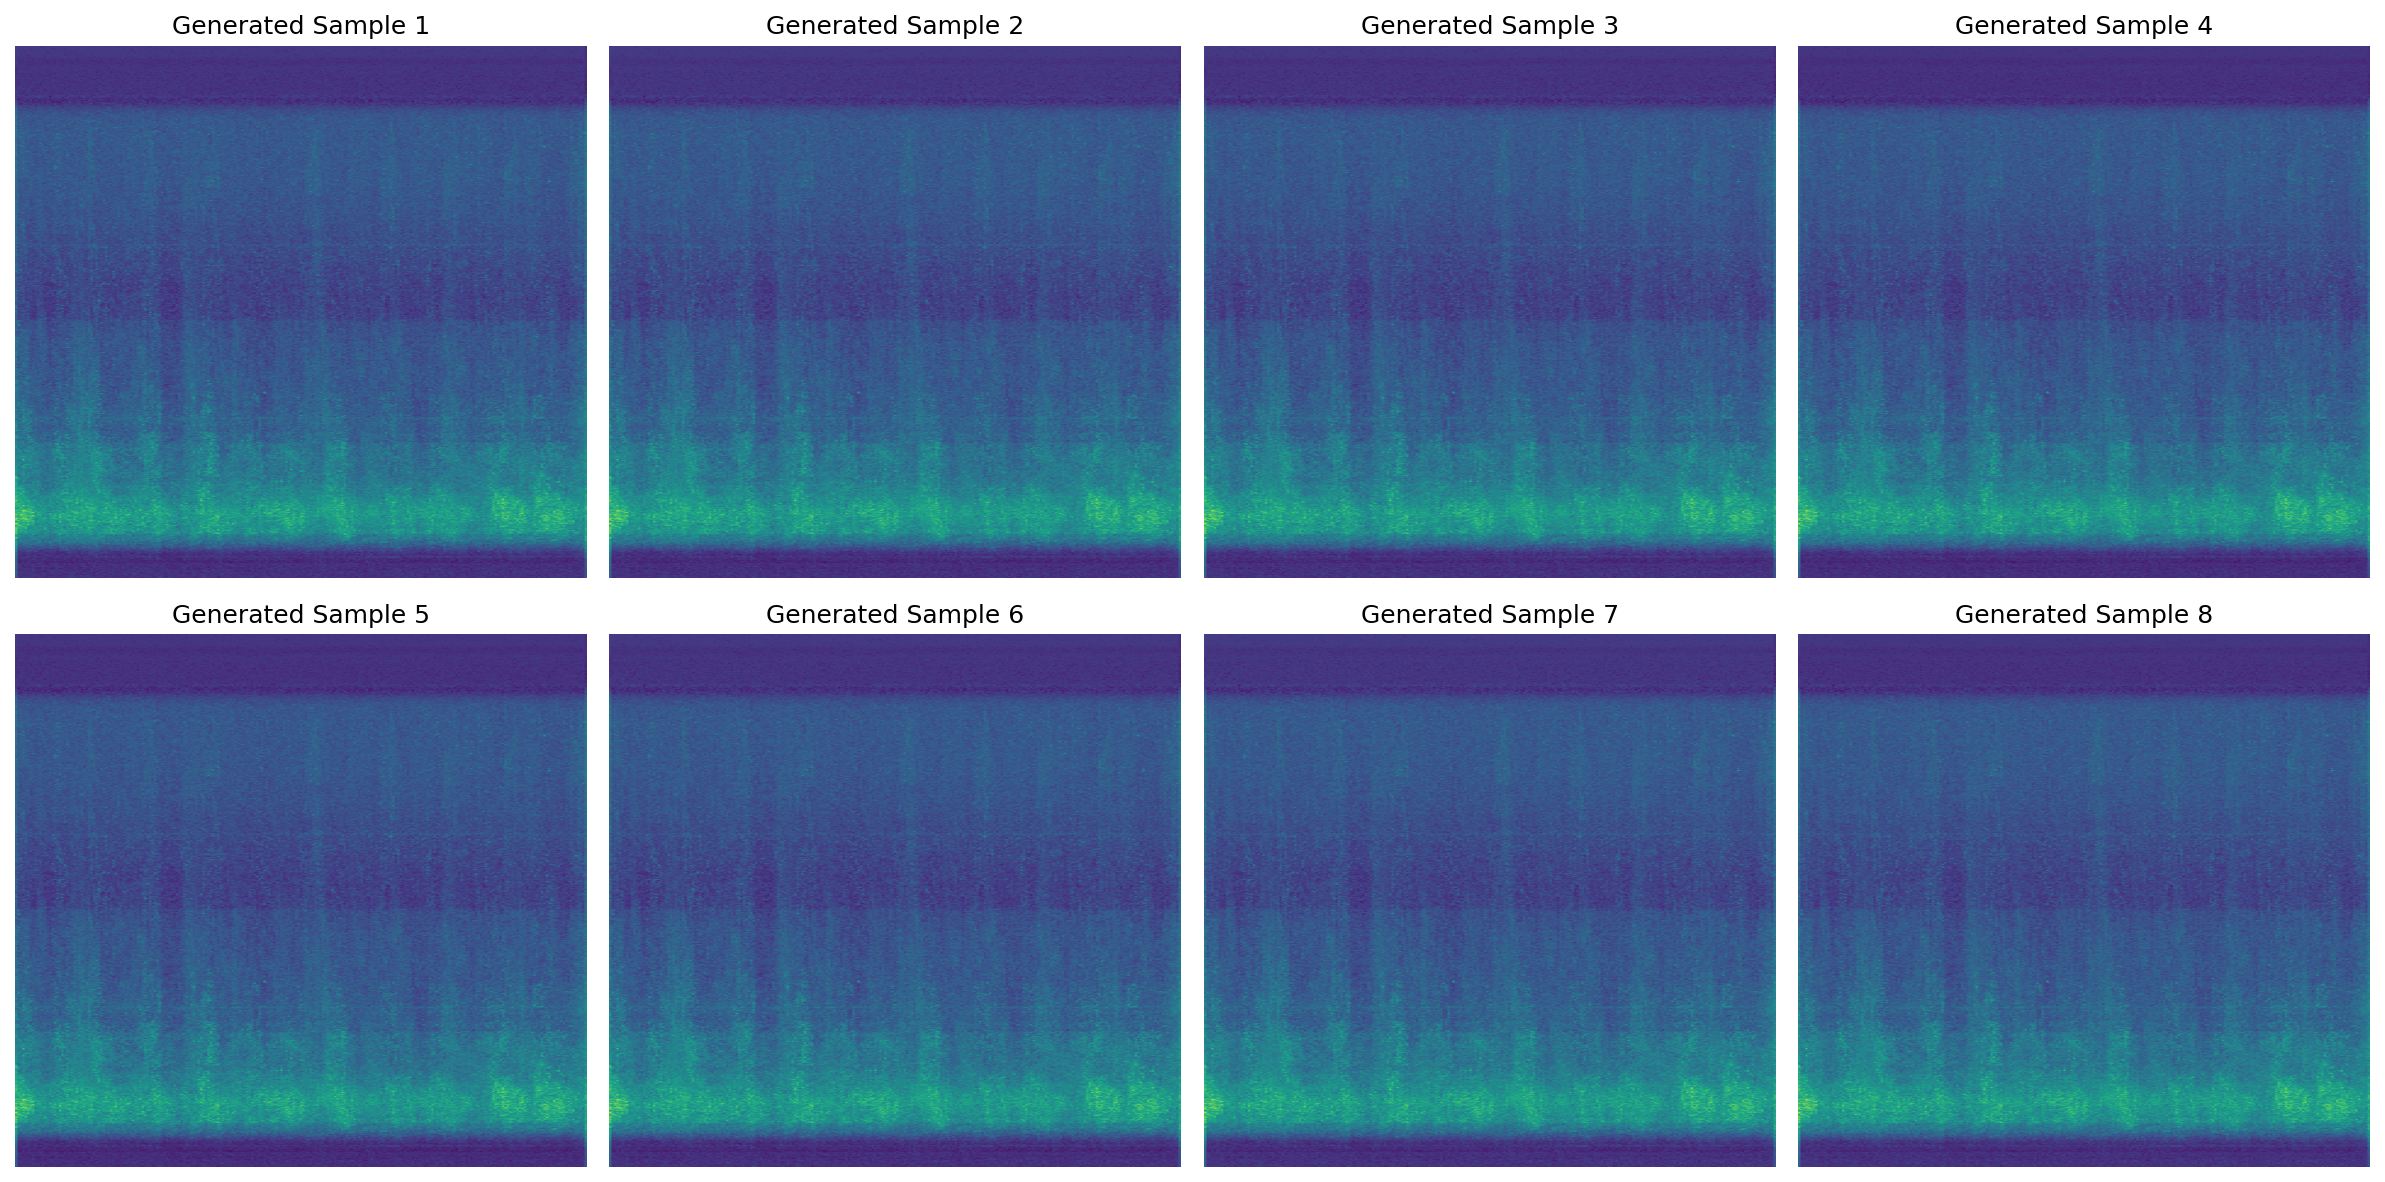 Generated Sample 1
Generated Sample 2
Generated Sample 3
Generated Sample 4
Generated Sample 5
Generated Sample 6
Generated Sample 7
Generated Sample 8